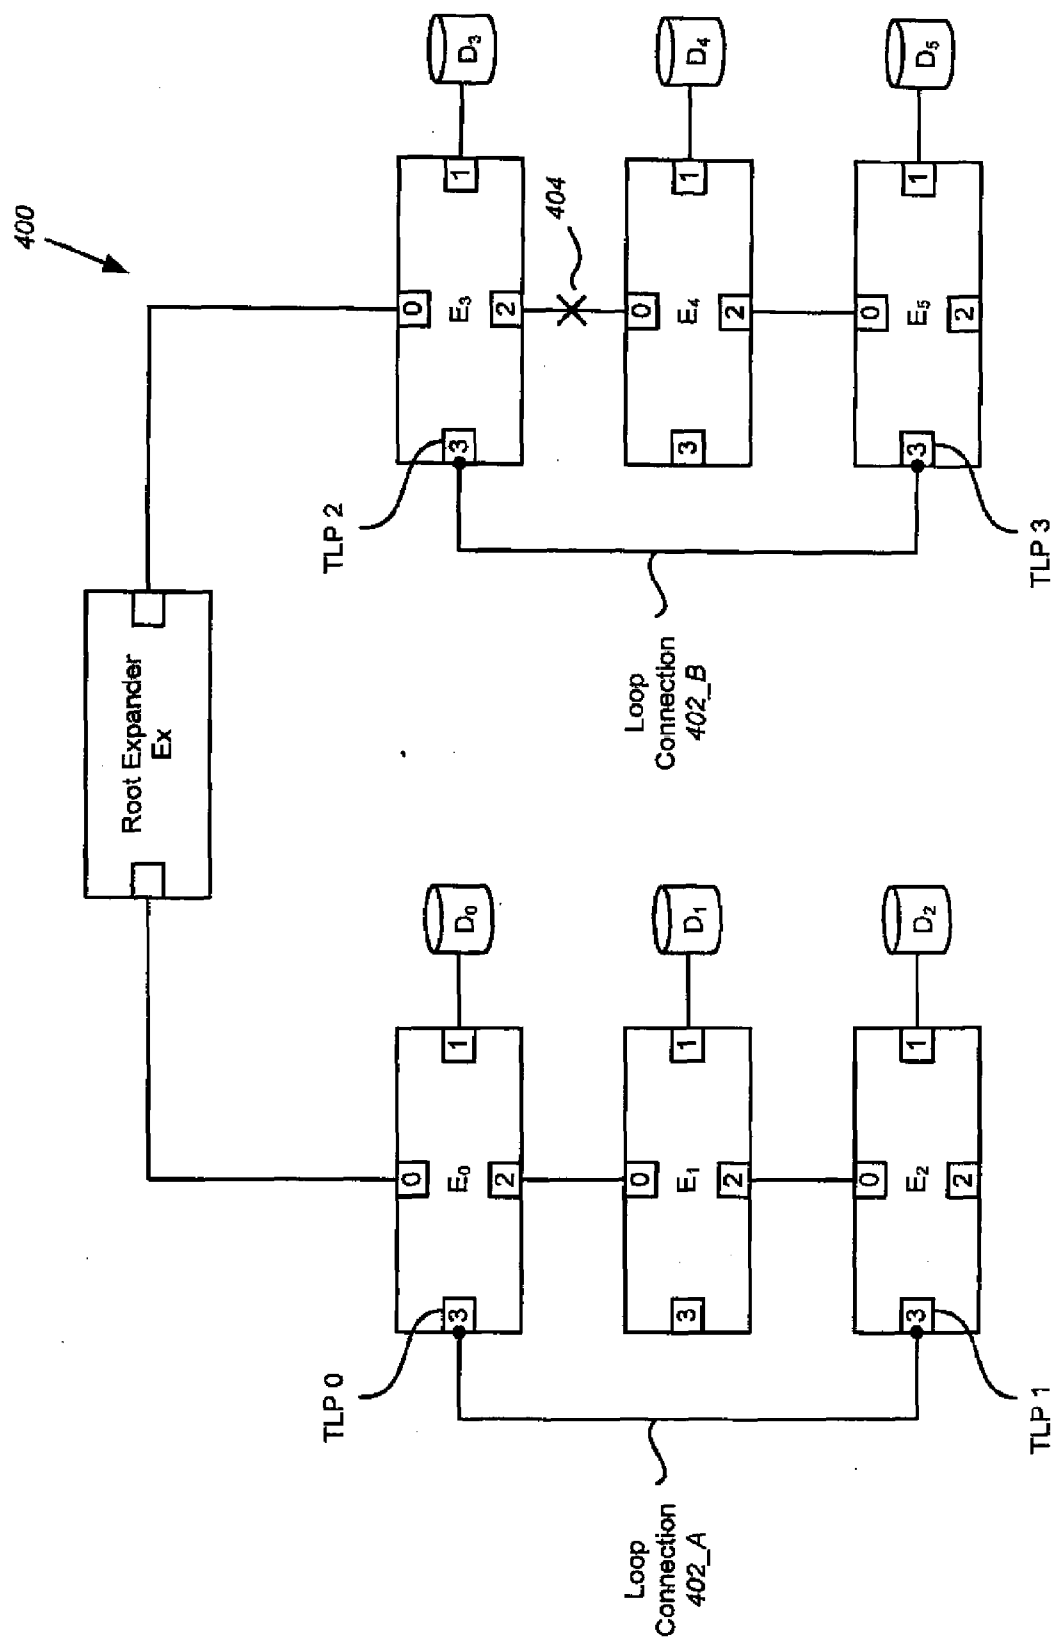 400
Root Expander
Ex
TLP 0
3
0
E0
2
1
D0
TLP 2
3
0
E3
2
1
D3
404
Loop
Connection
402_A
3
0
E1
2
1
D1
Loop
Connection
402_B
3
0
E4
2
1
D4
TLP 1
3
0
E2
2
1
D2
TLP 3
3
0
E5
2
1
D5